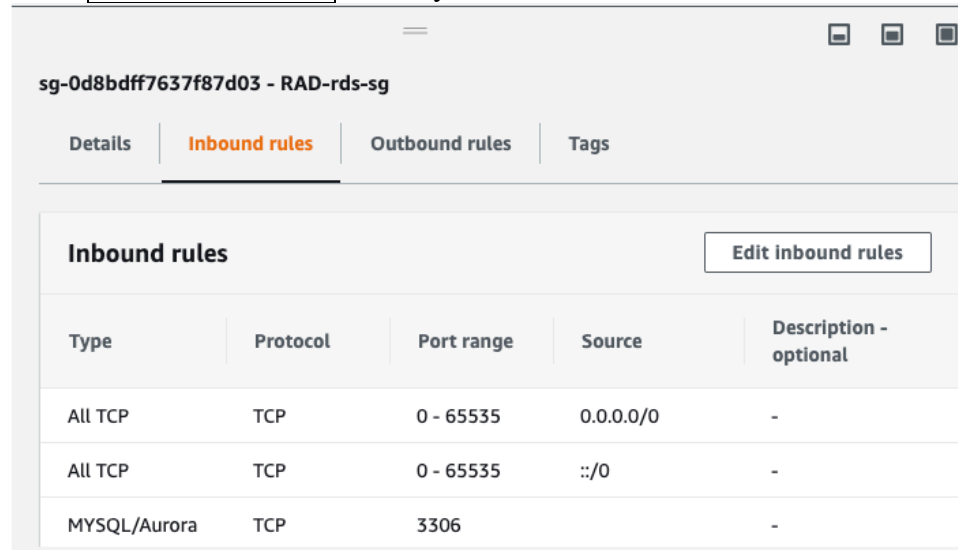 sg-0d8bdff7637f87d03 - RAD-rds-sg
Details Inbound rules Outbound rules Tags
Inbound rules Edit inbound rules
Type Protocol Port range Source Description - optional
All TCP TCP 0 - 65535 0.0.0.0/0 -
All TCP TCP 0 - 65535 ::/0 -
MYSQL/Aurora TCP 3306 -